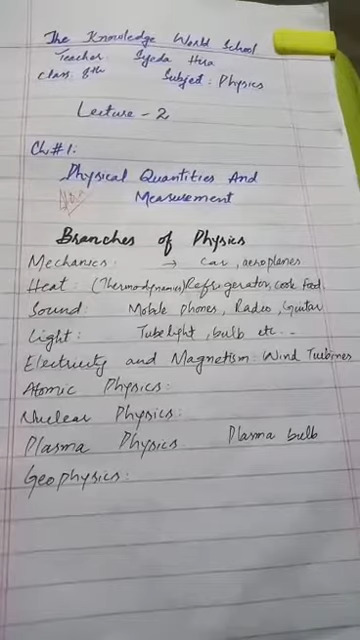 The Knowledge World School
Teacher Syeda Hira
Class: 8th Subject: Physics
Lecture - 2
Ch#1:
Physical Quantities And
Measurement
Branches of Physics
Mechanics: → car, aeroplanes
Heat: (Thermodynamics) Refrigerator, cook food
Sound: Mobile phones, Radio, Guitar
Light: Tubelight, bulb etc...
Electricity and Magnetism: Wind Turbines
Atomic Physics:
Nuclear Physics:
Plasma Physics Plasma bulb
Geophysics: